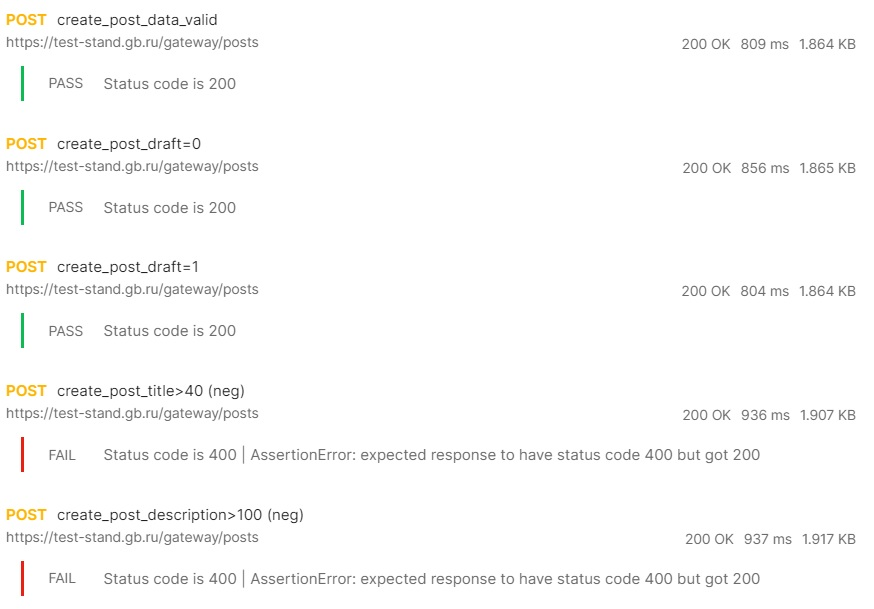 POST create_post_data_valid
https://test-stand.gb.ru/gateway/posts 200 OK 809 ms 1.864 KB
PASS Status code is 200
POST create_post_draft=0
https://test-stand.gb.ru/gateway/posts 200 OK 856 ms 1.865 KB
PASS Status code is 200
POST create_post_draft=1
https://test-stand.gb.ru/gateway/posts 200 OK 804 ms 1.864 KB
PASS Status code is 200
POST create_post_title>40 (neg)
https://test-stand.gb.ru/gateway/posts 200 OK 936 ms 1.907 KB
FAIL Status code is 400 | AssertionError: expected response to have status code 400 but got 200
POST create_post_description>100 (neg)
https://test-stand.gb.ru/gateway/posts 200 OK 937 ms 1.917 KB
FAIL Status code is 400 | AssertionError: expected response to have status code 400 but got 200